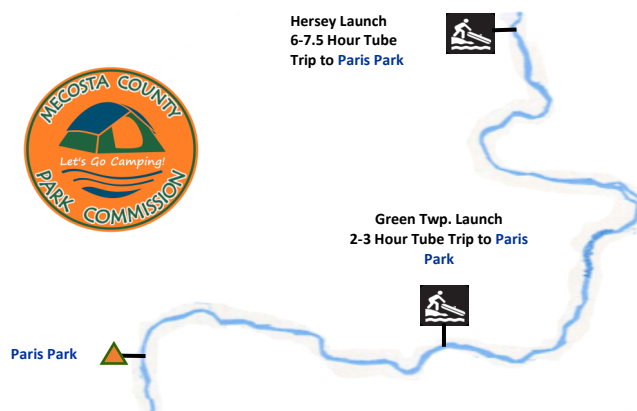 Hersey Launch
6-7.5 Hour Tube
Trip to Paris Park
MECOSTA COUNTY
Let's Go Camping!
PARK COMMISSION
Green Twp. Launch
2-3 Hour Tube Trip to Paris
Park
Paris Park